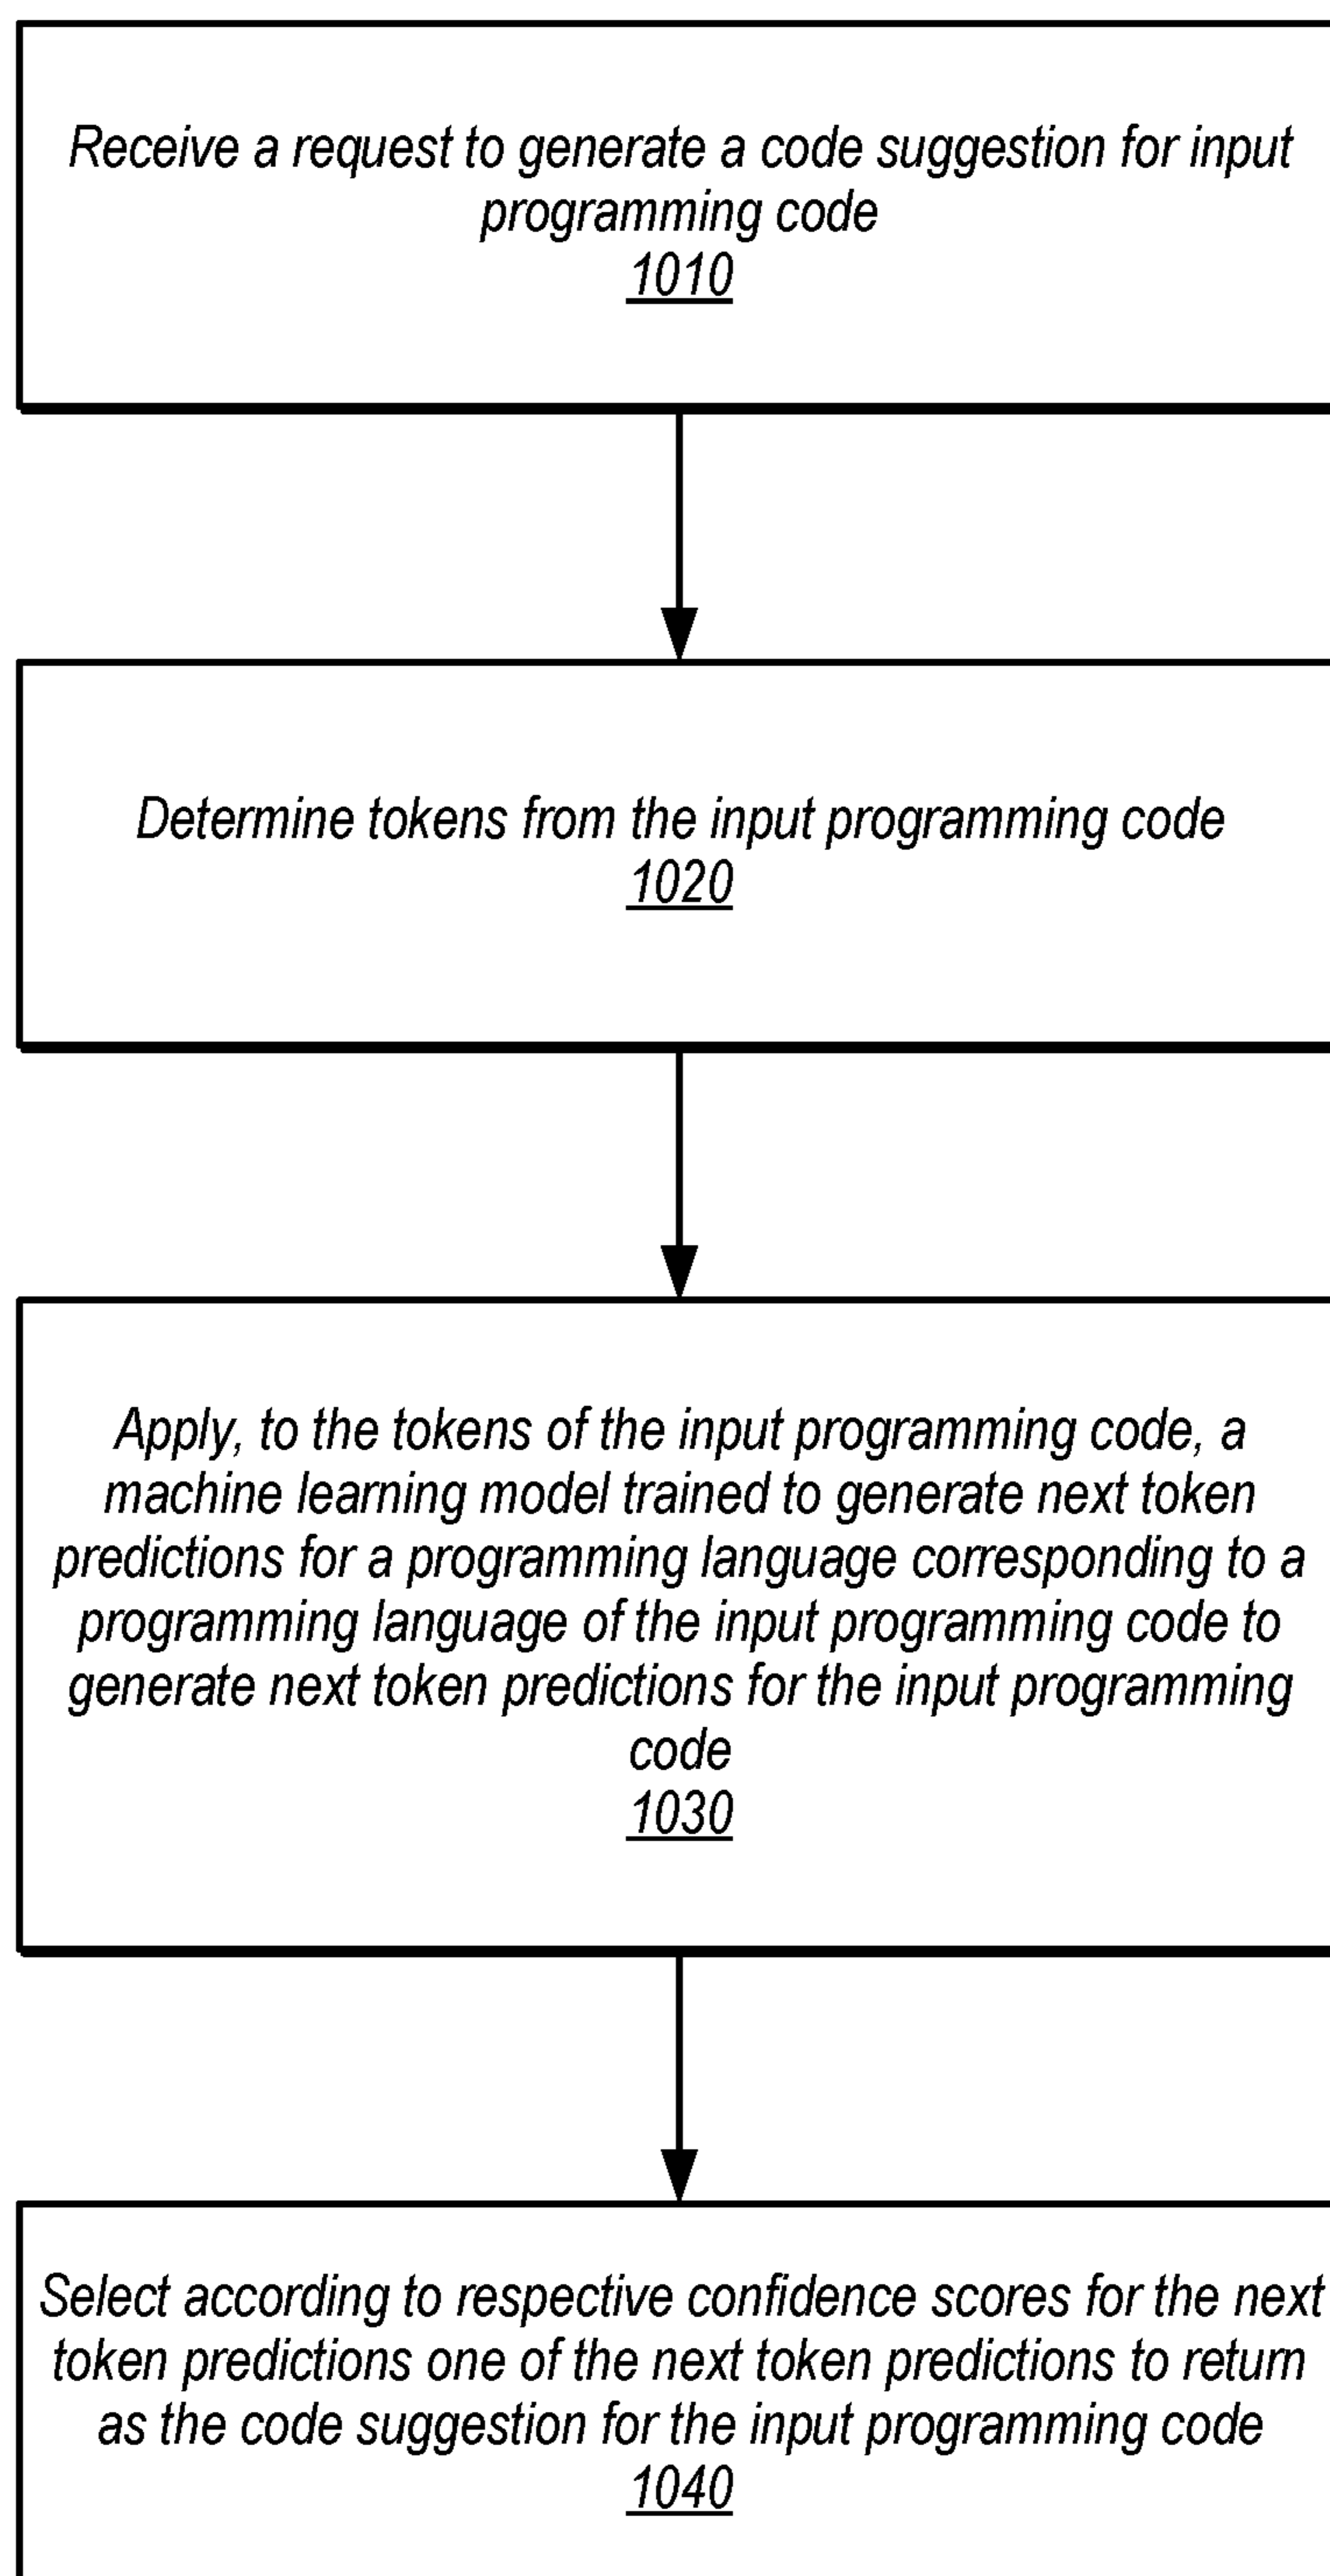 Receive a request to generate a code suggestion for input
programming code
1010
Determine tokens from the input programming code
1020
Apply, to the tokens of the input programming code, a
machine learning model trained to generate next token
predictions for a programming language corresponding to a
programming language of the input programming code to
generate next token predictions for the input programming
code
1030
Select according to respective confidence scores for the next
token predictions one of the next token predictions to return
as the code suggestion for the input programming code
1040